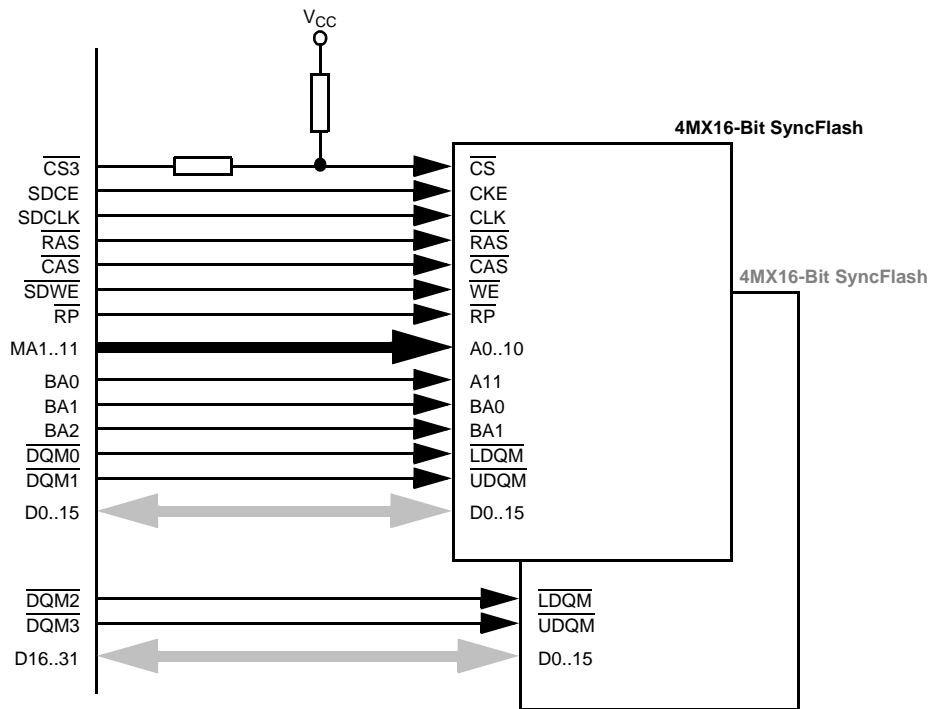 VCC
4MX16-Bit SyncFlash
CS3 CS
SDCE CKE
SDCLK CLK
RAS RAS
CAS CAS
4MX16-Bit SyncFlash
SDWE WE
RP RP
MA1..11 A0..10
BA0 A11
BA1 BA0
BA2 BA1
DQM0 LDQM
DQM1 UDQM
D0..15 D0..15
DQM2 LDQM
DQM3 UDQM
D16..31 D0..15